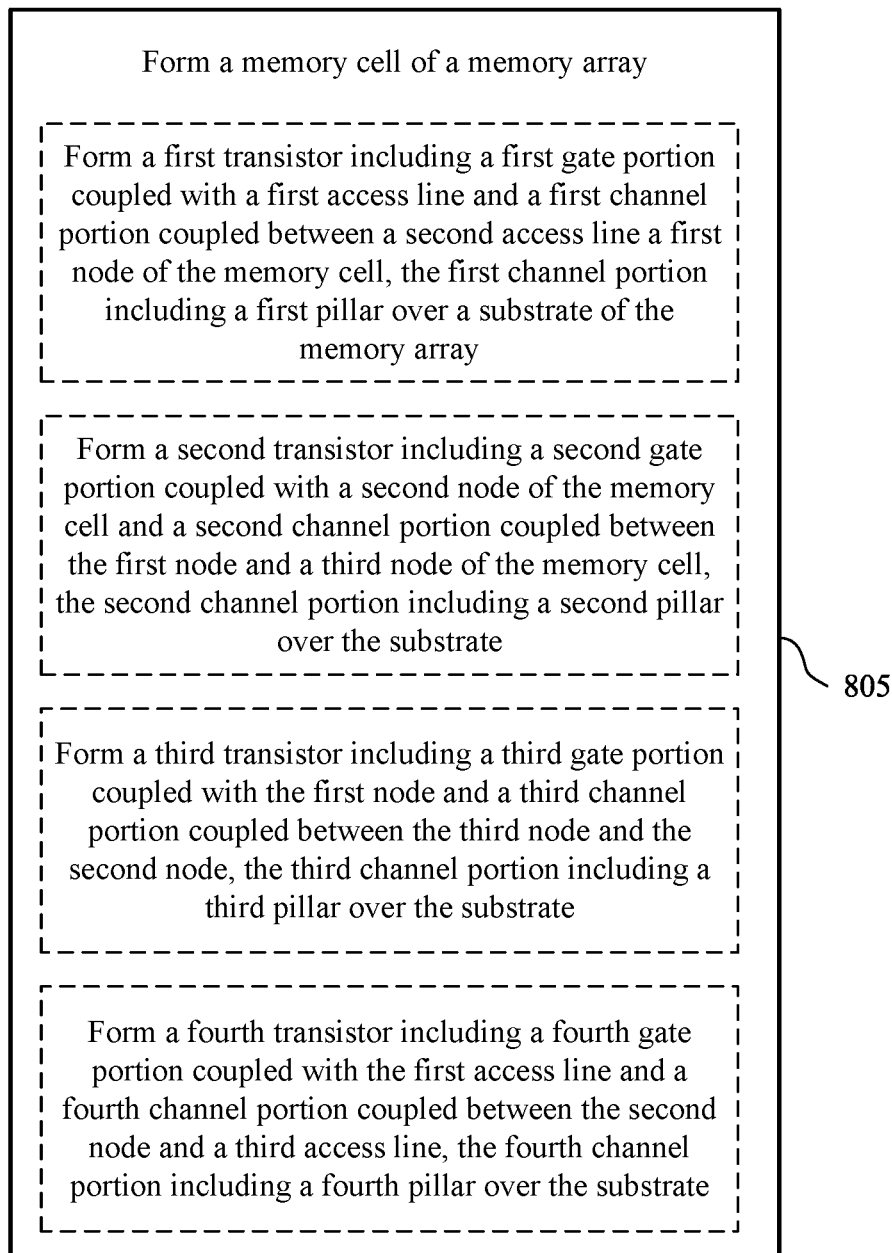 Form a memory cell of a memory array
Form a first transistor including a first gate portion
coupled with a first access line and a first channel
portion coupled between a second access line a first
node of the memory cell, the first channel portion
including a first pillar over a substrate of the
memory array
Form a second transistor including a second gate
portion coupled with a second node of the memory
cell and a second channel portion coupled between
the first node and a third node of the memory cell,
the second channel portion including a second pillar
over the substrate
805
Form a third transistor including a third gate portion
coupled with the first node and a third channel
portion coupled between the third node and the
second node, the third channel portion including a
third pillar over the substrate
Form a fourth transistor including a fourth gate
portion coupled with the first access line and a
fourth channel portion coupled between the second
node and a third access line, the fourth channel
portion including a fourth pillar over the substrate